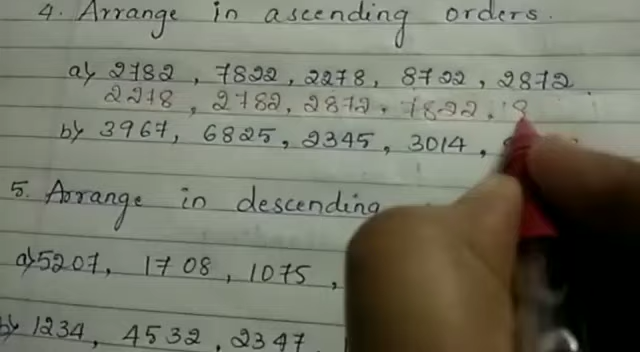 4. Arrange in ascending orders.
a) 2782, 7822, 2278, 8722, 2872.
2278, 2782, 2872, 7822, 8
b) 3967, 6825, 2345, 3014,
5. Arrange in descending
a) 5207, 1708, 1075,
b) 1234, 4532, 2347,